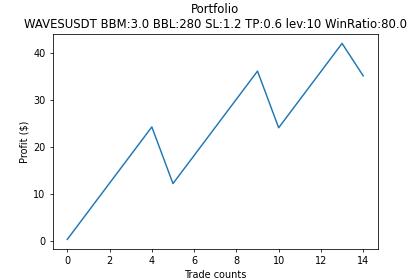 Portfolio
WAVESUSDT BBM:3.0 BBL:280 SL:1.2 TP:0.6 lev:10 WinRatio:80.0
40
30
20
10
0
Profit ($)
0 2 4 6 8 10 12 14
Trade counts